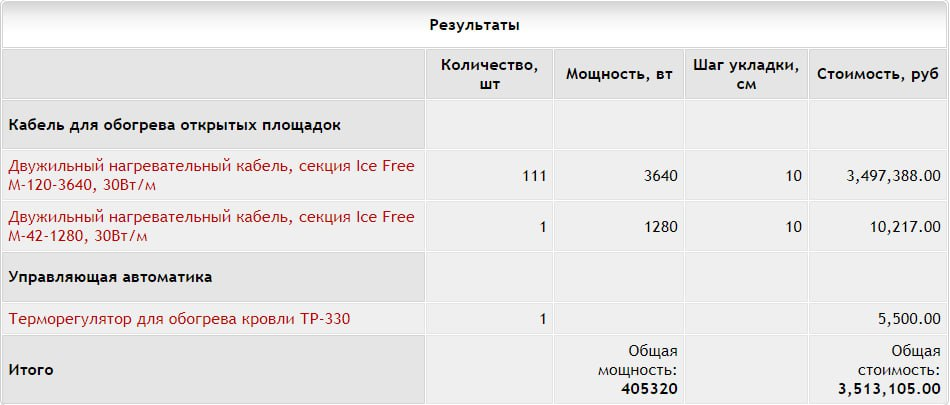 Результаты
Количество, шт Мощность, вт Шаг укладки, см Стоимость, руб
Кабель для обогрева открытых площадок
Двужильный нагревательный кабель, секция Ice Free
М-120-3640, 30Вт/м 111 3640 10 3,497,388.00
Двужильный нагревательный кабель, секция Ice Free
М-42-1280, 30Вт/м 1 1280 10 10,217.00
Управляющая автоматика
Терморегулятор для обогрева кровли ТР-330 1 5,500.00
Итого Общая мощность: 405320 Общая стоимость: 3,513,105.00